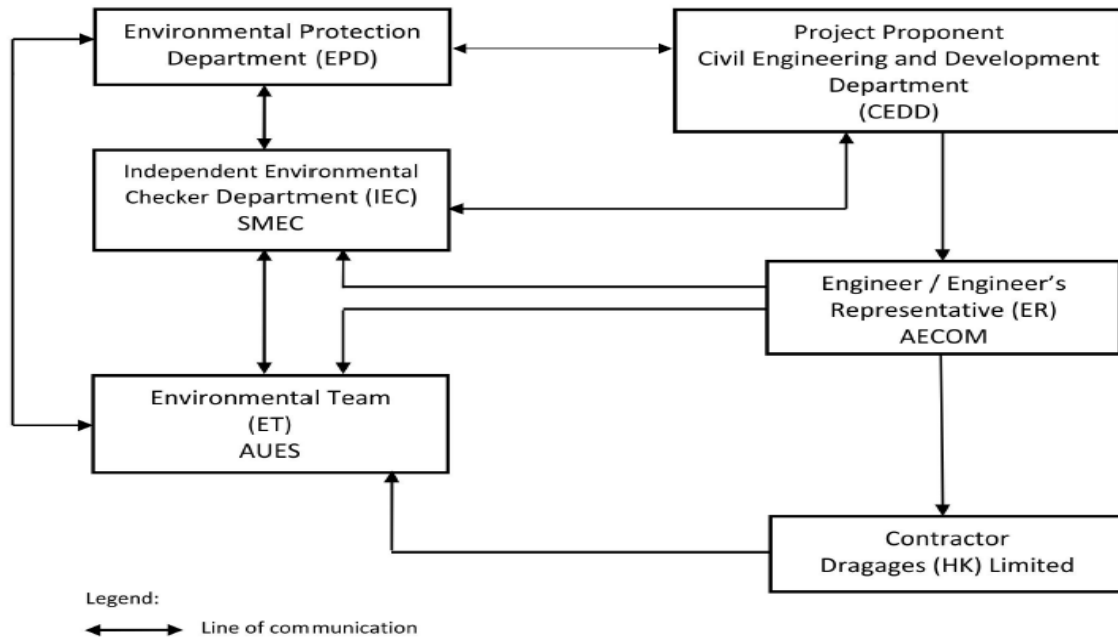 Environmental Protection
Department (EPD)
Project Proponent
Civil Engineering and Development
Department
(CEDD)
Independent Environmental
Checker Department (IEC)
SMEC
Engineer / Engineer's
Representative (ER)
AECOM
Environmental Team
(ET)
AUES
Contractor
Dragages (HK) Limited
Legend:
Line of communication